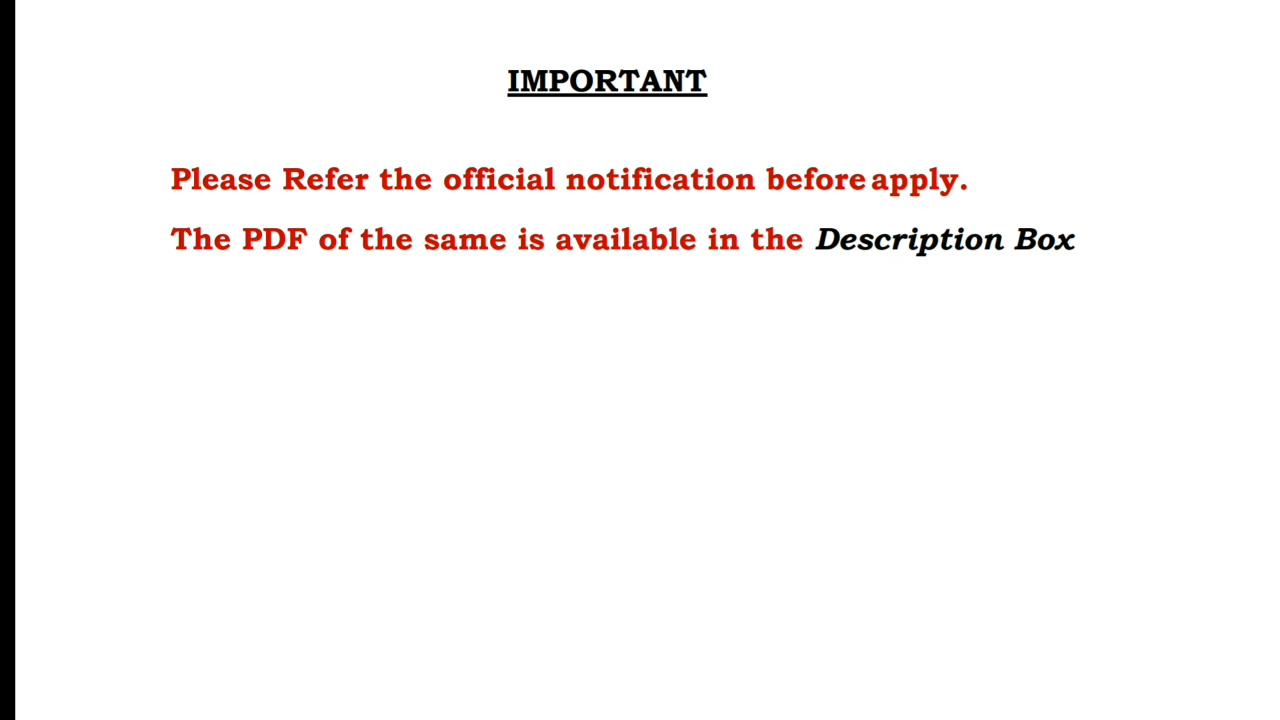 IMPORTANT
Please Refer the official notification before apply.
The PDF of the same is available in the Description Box